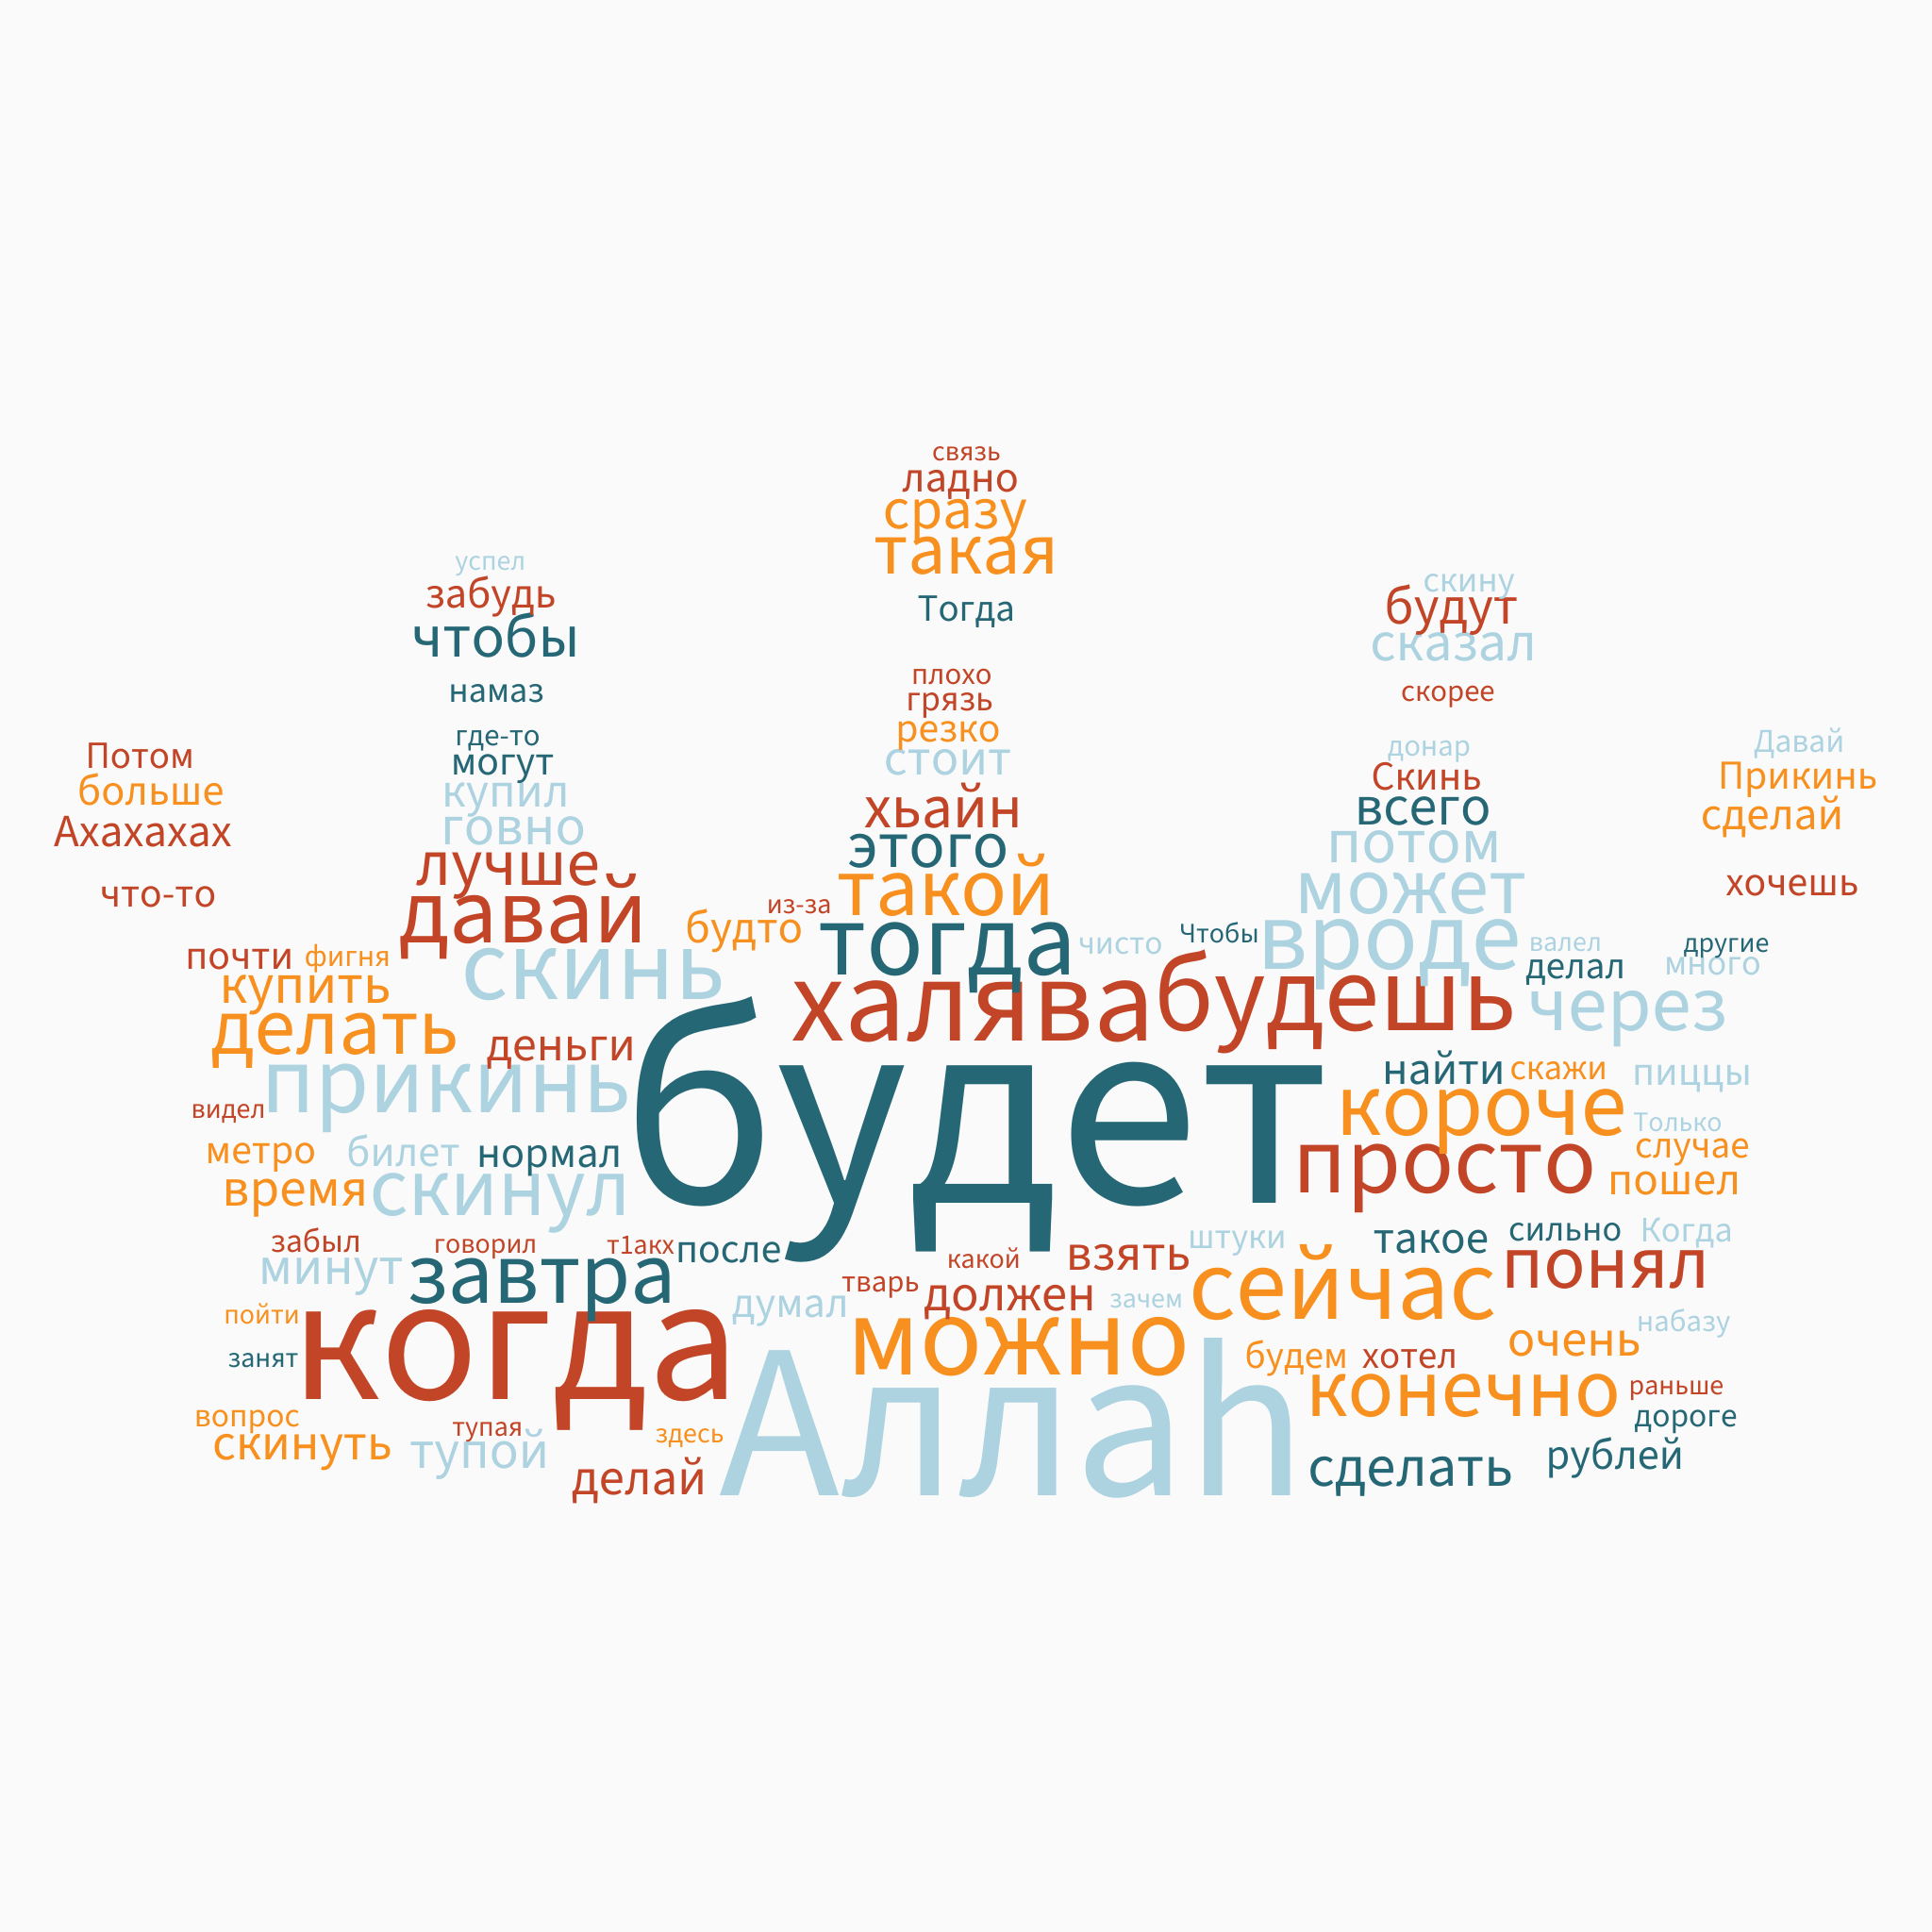 связь
ладно
сразу
такая
Тогда
успел
забудь
чтобы
намаз
где-то
могут
купил
говно
лучше
давай
скину
будут
сказал
скорее
донар
Скинь
всего
потом
может
вроде
плохо
грязь
резко
стоит
хьайн
этого
такой
тогда
Потом
больше
Ахахахах
что-то
Давай
Прикинь
сделай
хочешь
из-за
будто
чисто
Чтобы
валел
другие
делал
много
через
почти фигня
купить
делать
скинь
деньги
халява будешь
прикинь
видел
будет
найти скажи пиццы
короче
Только
случае
просто
пошел
метро билет нормал
время скинул
забыл говорил т1акх после
минут завтра
какой взять штуки такое сильно Когда
тварь должен зачем сейчас понял
думал
пойти
занят
когда
можно
набазу
очень
будем хотел
конечно раньше
дороге
вопрос тупая здесь
скинуть тупой
делай
Аллаh
сделать рублей